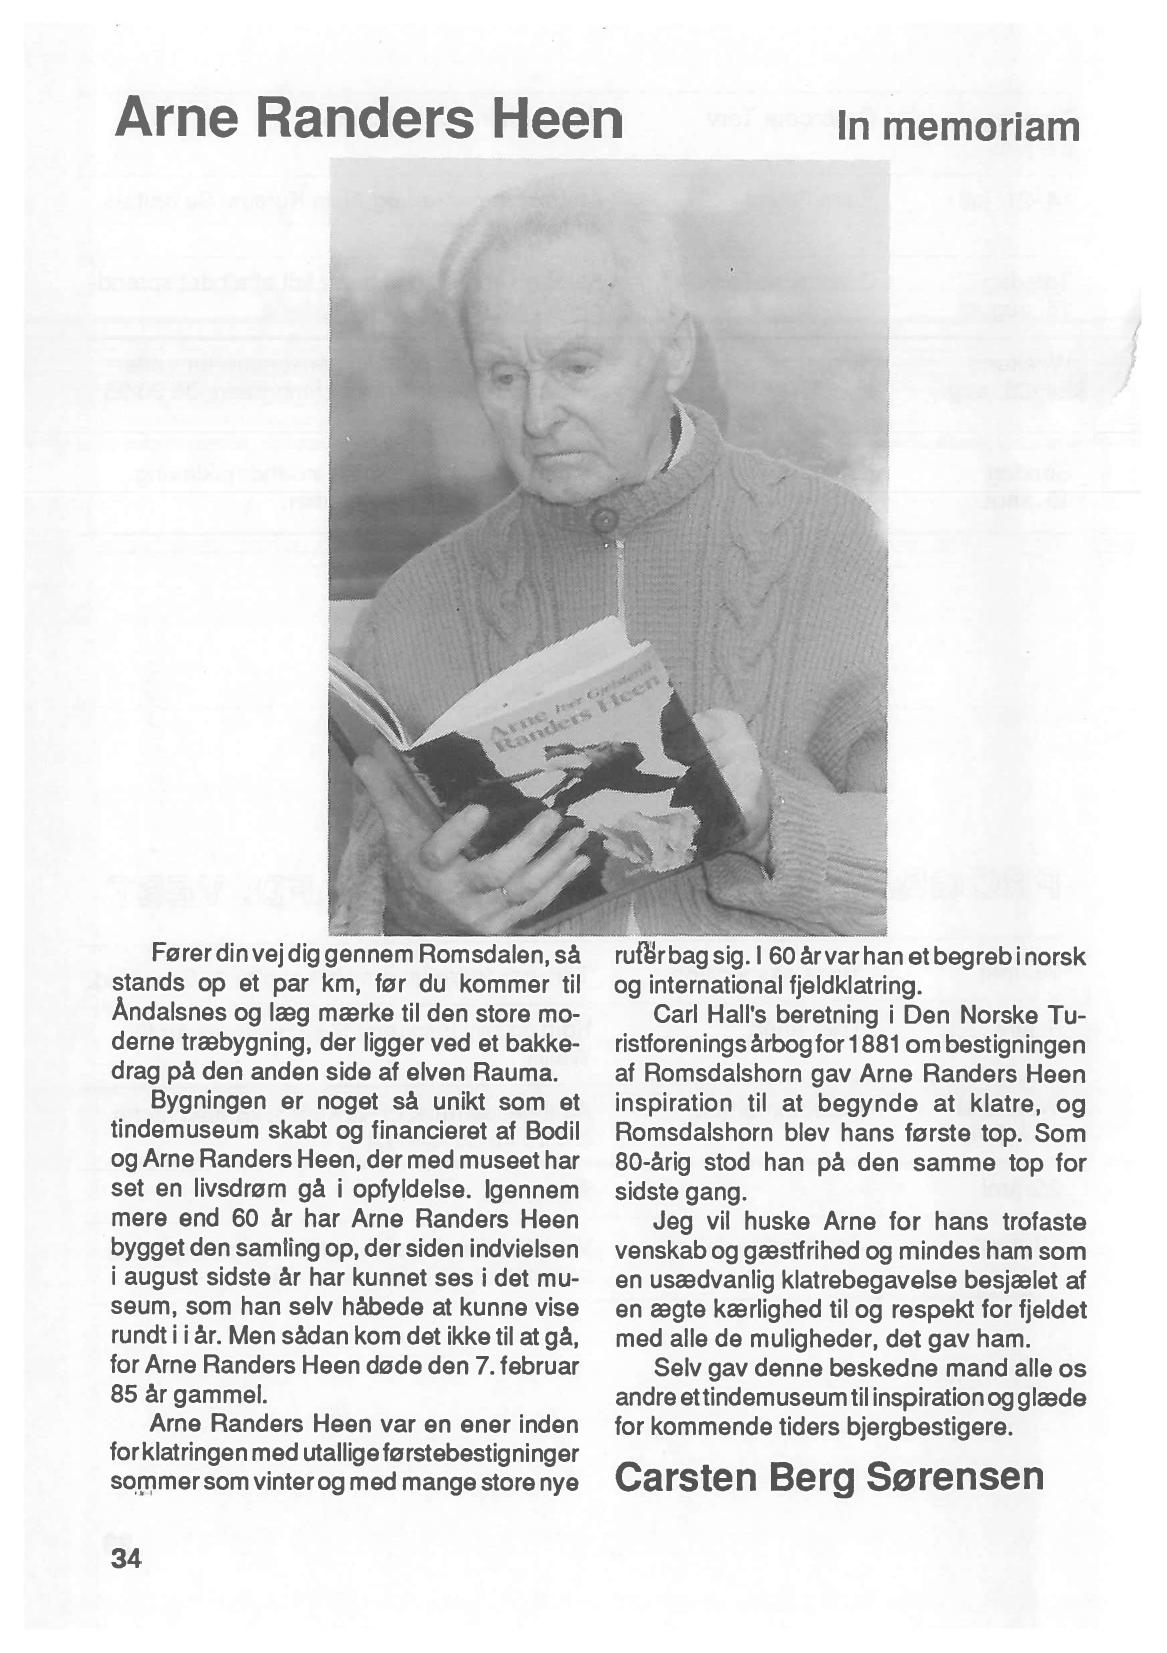 Arne Randers Heen
In memoriam
Iver Gjelstenli
Arne
Randers Heen
Fører din vej dig gennem Romsdalen, så
stands op et par km, før du kommer til
Åndalsnes og læg mærke til den store mo-
derne træbygning, der ligger ved et bakke-
drag på den anden side af elven Rauma.
Bygningen er noget så unikt som et
tindemuseum skabt og financieret af Bodil
og Arne Randers Heen, der med museet har
set en livsdrøm gå i opfyldelse. Igennem
mere end 60 år har Arne Randers Heen
bygget den samling op, der siden indvielsen
i august sidste år har kunnet ses i det mu-
seum, som han selv håbede at kunne vise
rundt i i år. Men sådan kom det ikke til at gå,
for Arne Randers Heen døde den 7. februar
85 år gammel.
Arne Randers Heen var en ener inden
for klatringen med utallige førstebestigninger
sommer som vinter og med mange store nye
ruter bag sig. I 60 år var han et begreb i norsk
og international fjeldklatring.
Carl Hall's beretning i Den Norske Tu-
ristforenings årbog for 1881 om bestigningen
af Romsdalshorn gav Arne Randers Heen
inspiration til at begynde at klatre, og
Romsdalshorn blev hans første top. Som
80-årig stod han på den samme top for
sidste gang.
Jeg vil huske Arne for hans trofaste
venskab og gæstfrihed og mindes ham som
en usædvanlig klatrebegavelse besjælet af
en ægte kærlighed til og respekt for fjeldet
med alle de muligheder, det gav ham.
Selv gav denne beskedne mand alle os
andre et tindemuseum til inspiration og glæde
for kommende tiders bjergbestigere.
Carsten Berg Sørensen
34